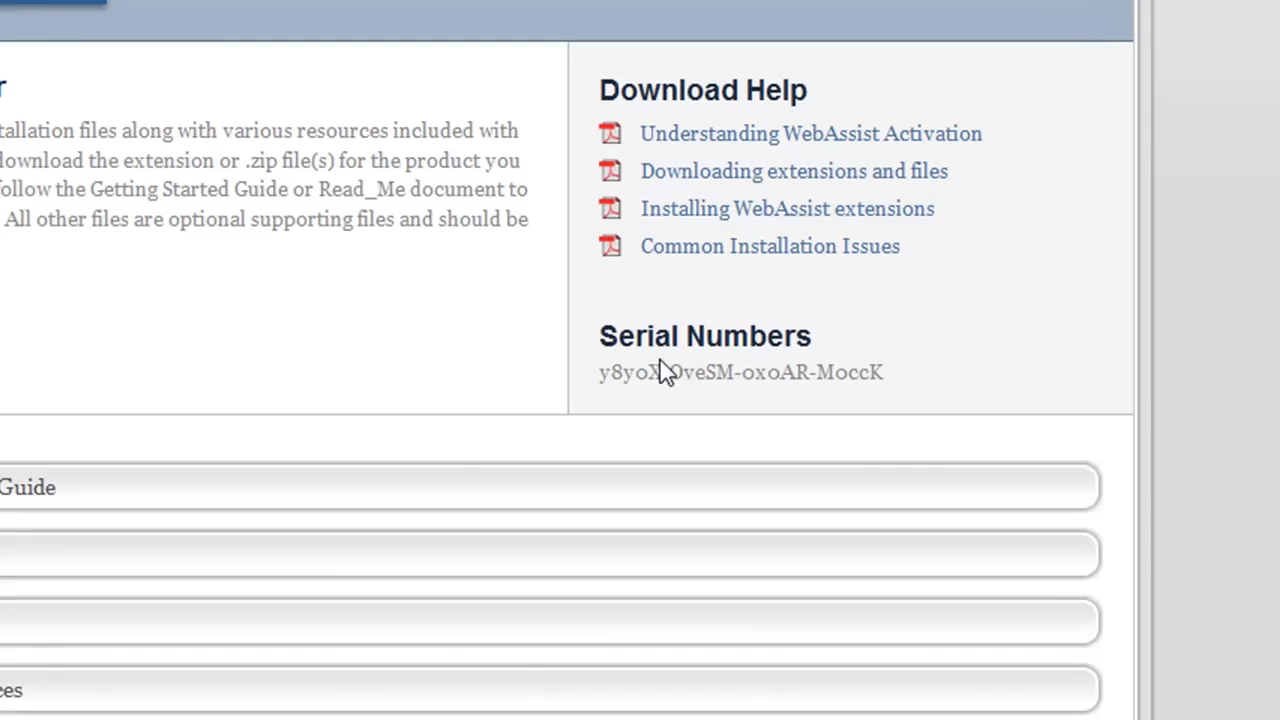 r
tallation files along with various resources included with
download the extension or .zip file(s) for the product you
follow the Getting Started Guide or Read_Me document to
All other files are optional supporting files and should be
Download Help
Understanding WebAssist Activation
Downloading extensions and files
Installing WebAssist extensions
Common Installation Issues
Serial Numbers
Guide
ces